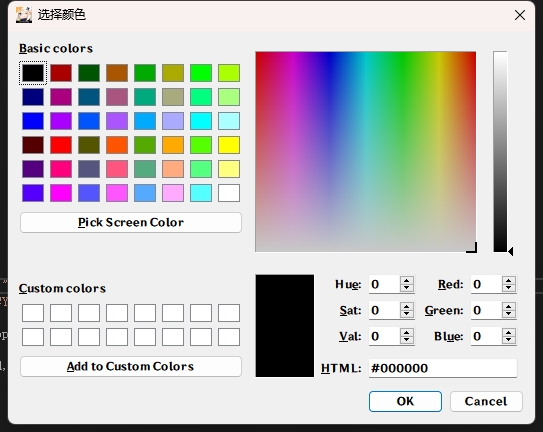 选择颜色
Basic colors
Pick Screen Color
Custom colors
Add to Custom Colors
Hue: 0 Red: 0
Sat: 0 Green: 0
Val: 0 Blue: 0
HTML: #000000
OK Cancel